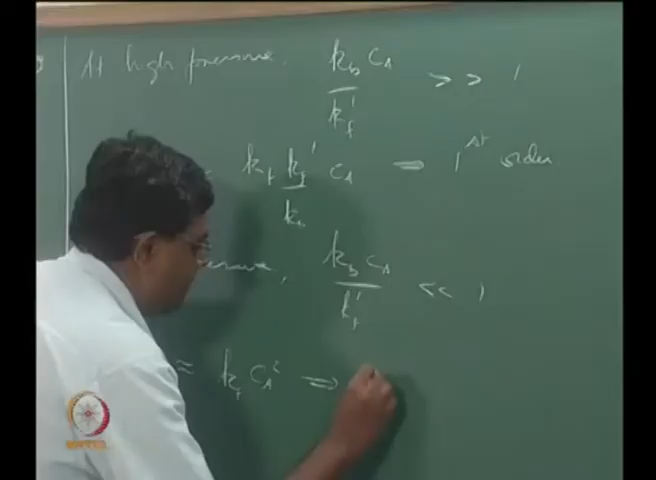 At high pressure, k_b C_A / k_f' >> 1
k_f k_f' / k_b C_A = 1st order
k_b C_A / k_f' << 1
≈ k_f C_A² ⇒